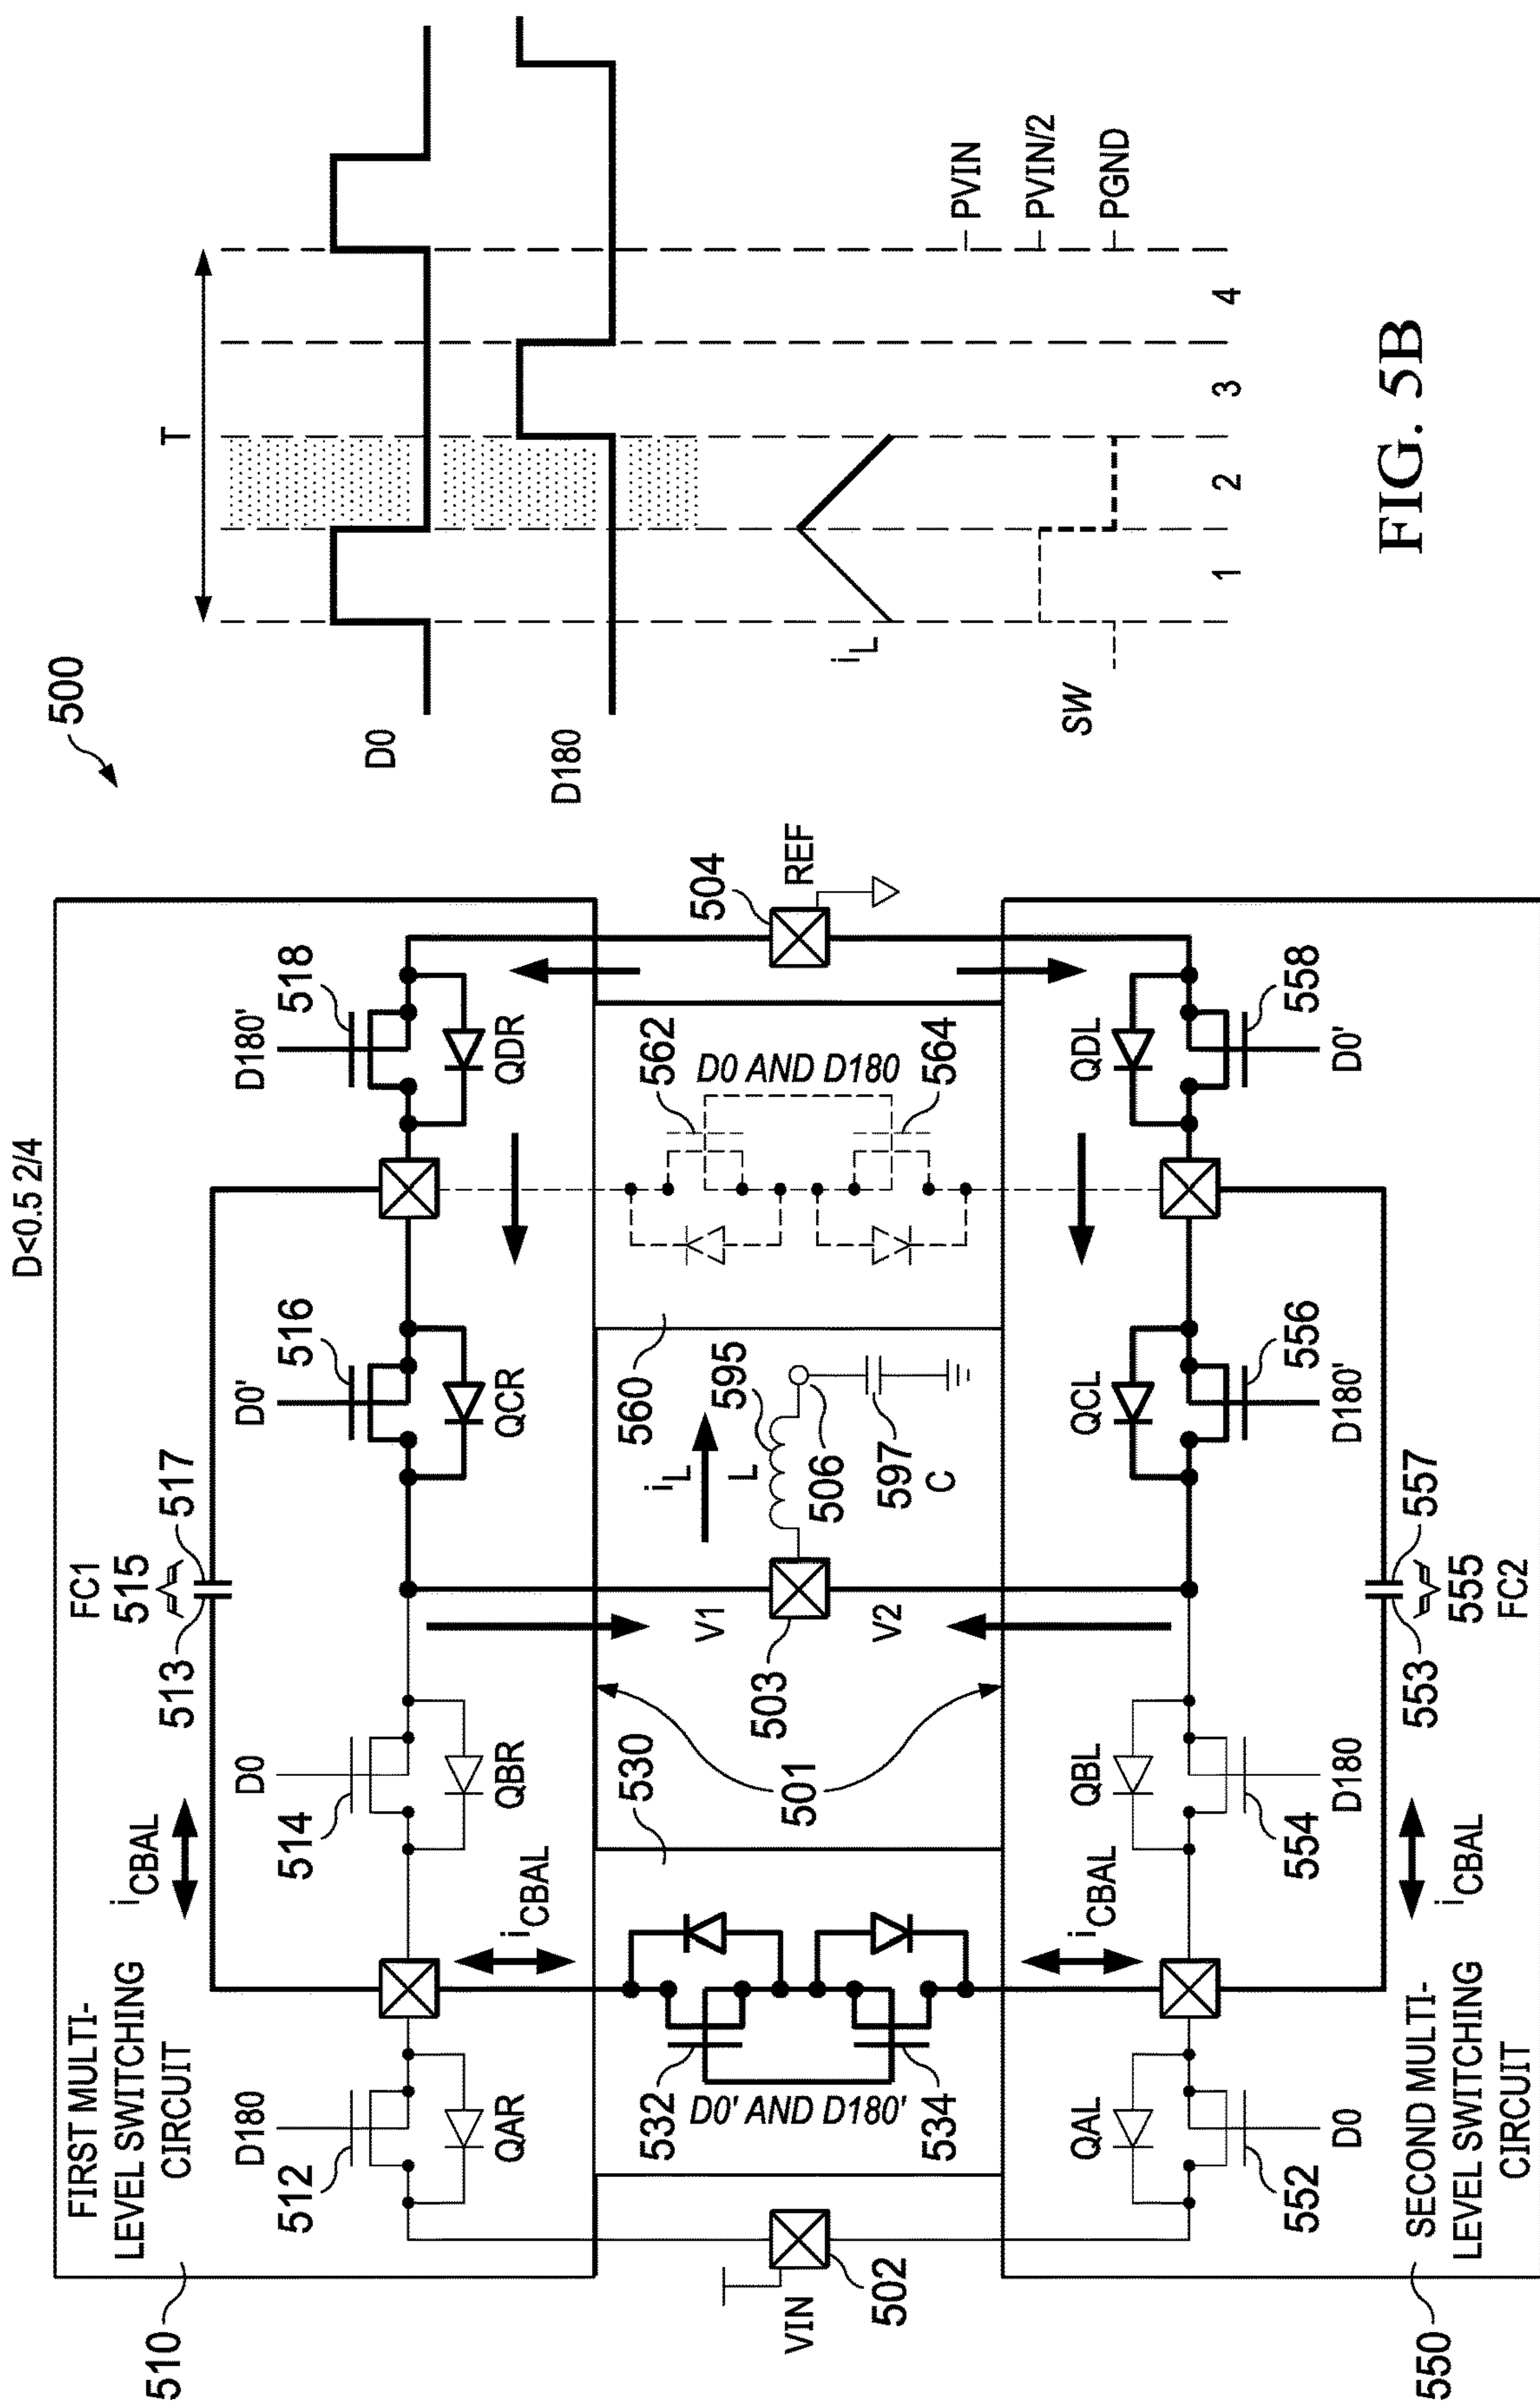 500
D<0.5 2/4
510
FIRST MULTI-
LEVEL SWITCHING
CIRCUIT
iCBAL
513
FC1
515
517
D180
512
QAR
D0
514
QBR
D0'
516
QCR
D180'
518
QDR
VIN
502
532
D0' AND D180'
534
iCBAL
iCBAL
530
501
V1
503
V2
iL
L
595
506
597
C
560
562
D0 AND D180
564
504
REF
QAL
552
D0
QBL
554
D180
QCL
556
D180'
QDL
558
D0'
550
SECOND MULTI-
LEVEL SWITCHING
CIRCUIT
iCBAL
553
555
FC2
557
T
D0
D180
iL
SW
PVIN
PVIN/2
PGND
1
2
3
4
FIG. 5B